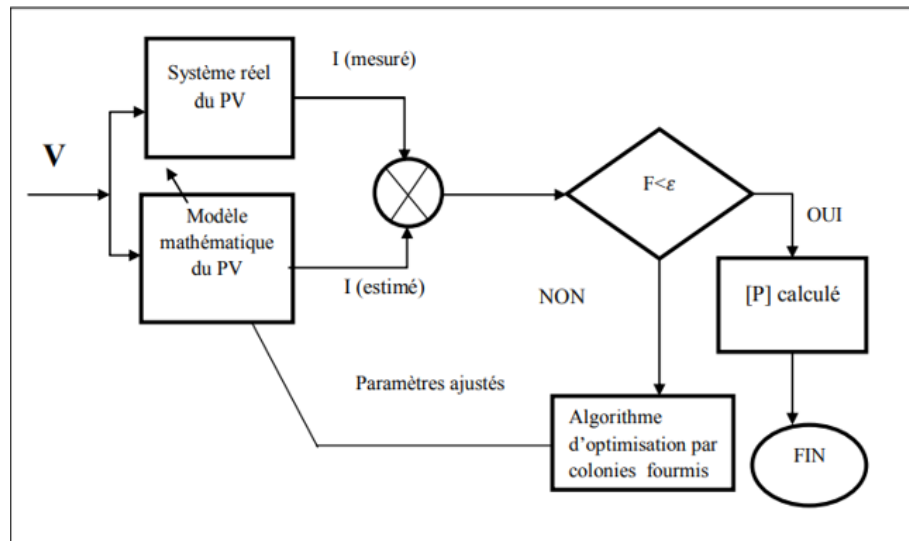 Système réel
du PV
I (mesuré)
V
Modèle
mathématique
du PV
I (estimé)
F<ε
OUI
NON
[P] calculé
Paramètres ajustés
Algorithme
d’optimisation par
colonies fourmis
FIN